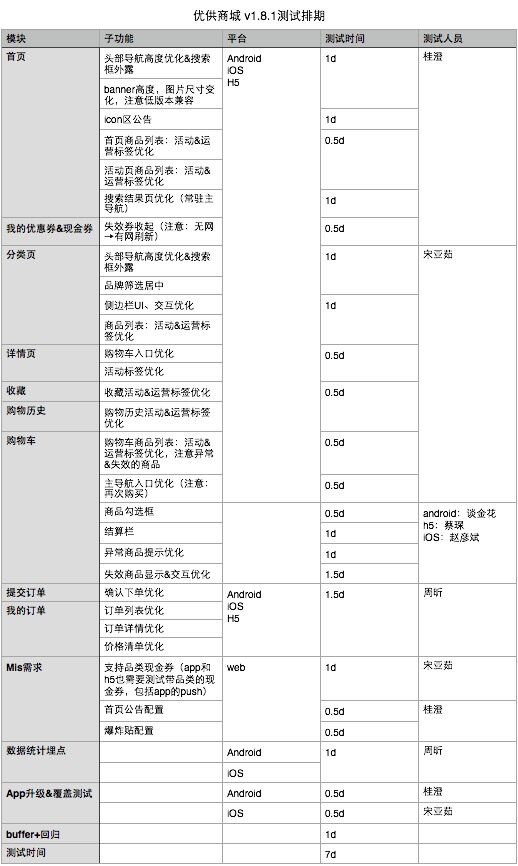 优供商城 v1.8.1测试排期
模块 子功能 平台 测试时间 测试人员
首页 头部导航高度优化&搜索 Android 1d 桂澄
框外露 iOS
H5
banner高度，图片尺寸变
化，注意低版本兼容
icon区公告 1d
首页商品列表：活动&运 0.5d
营标签优化
活动页商品列表：活动&
运营标签优化
搜索结果页优化（常驻主 1d
导航）
我的优惠券&现金券 失效券收起（注意：无网 0.5d
→有网刷新）
分类页 头部导航高度优化&搜索 1d 宋亚茹
框外露
品牌筛选居中
侧边栏UI、交互优化 1d
商品列表：活动&运营标
签优化
详情页 购物车入口优化 0.5d
活动标签优化
收藏 收藏活动&运营标签优化 0.5d
购物历史 购物历史活动&运营标签
优化
购物车 购物车商品列表：活动& 0.5d
运营标签优化，注意异常
&失效的商品
主导航入口优化（注意： 0.5d
再次购买）
商品勾选框 0.5d android：谈金花
h5：蔡琛
iOS：赵彦斌
结算栏 1d
异常商品提示优化 1d
失效商品显示&交互优化 1.5d
提交订单 确认下单优化 Android 1.5d 周昕
iOS
H5
我的订单 订单列表优化
订单详情优化
价格清单优化
Mis需求 支持品类现金券（app和 web 1d 宋亚茹
h5也需要测试带品类的现
金券，包括app的push）
首页公告配置 0.5d 桂澄
爆炸贴配置 0.5d
数据统计埋点 Android 1d 周昕
iOS
App升级&覆盖测试 Android 0.5d 桂澄
iOS 0.5d 宋亚茹
buffer+回归 1d
测试时间 7d